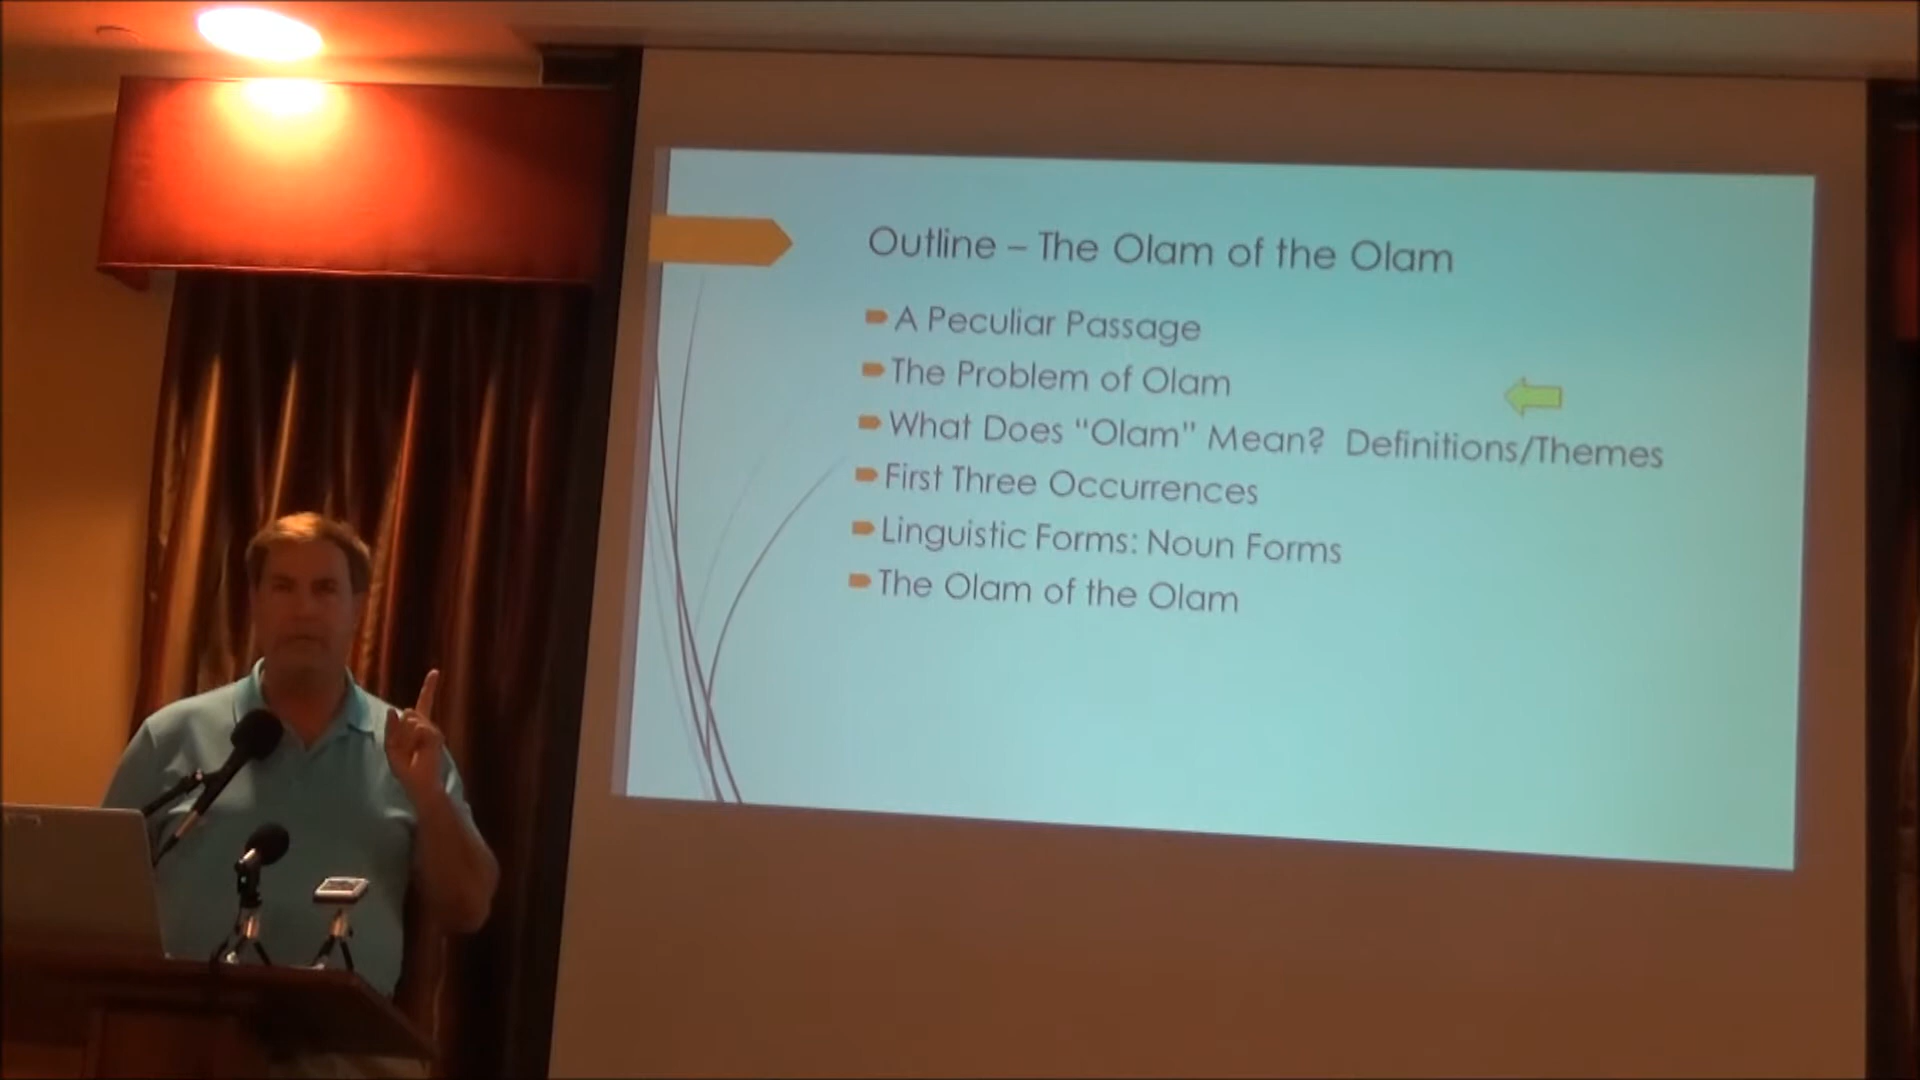 Outline – The Olam of the Olam
A Peculiar Passage
The Problem of Olam
What Does “Olam” Mean? Definitions/Themes
First Three Occurrences
Linguistic Forms: Noun Forms
The Olam of the Olam